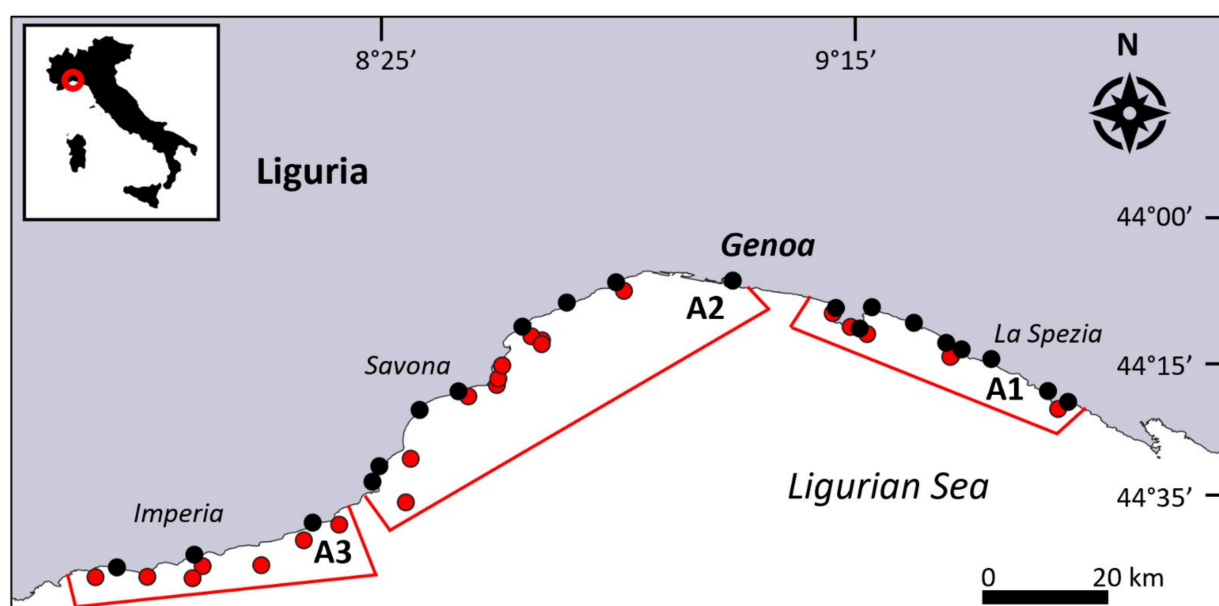 8°25’
9°15’
N
Liguria
44°00’
Genoa
A2
La Spezia
Savona
44°15’
A1
Ligurian Sea
44°35’
Imperia
A3
0
20 km